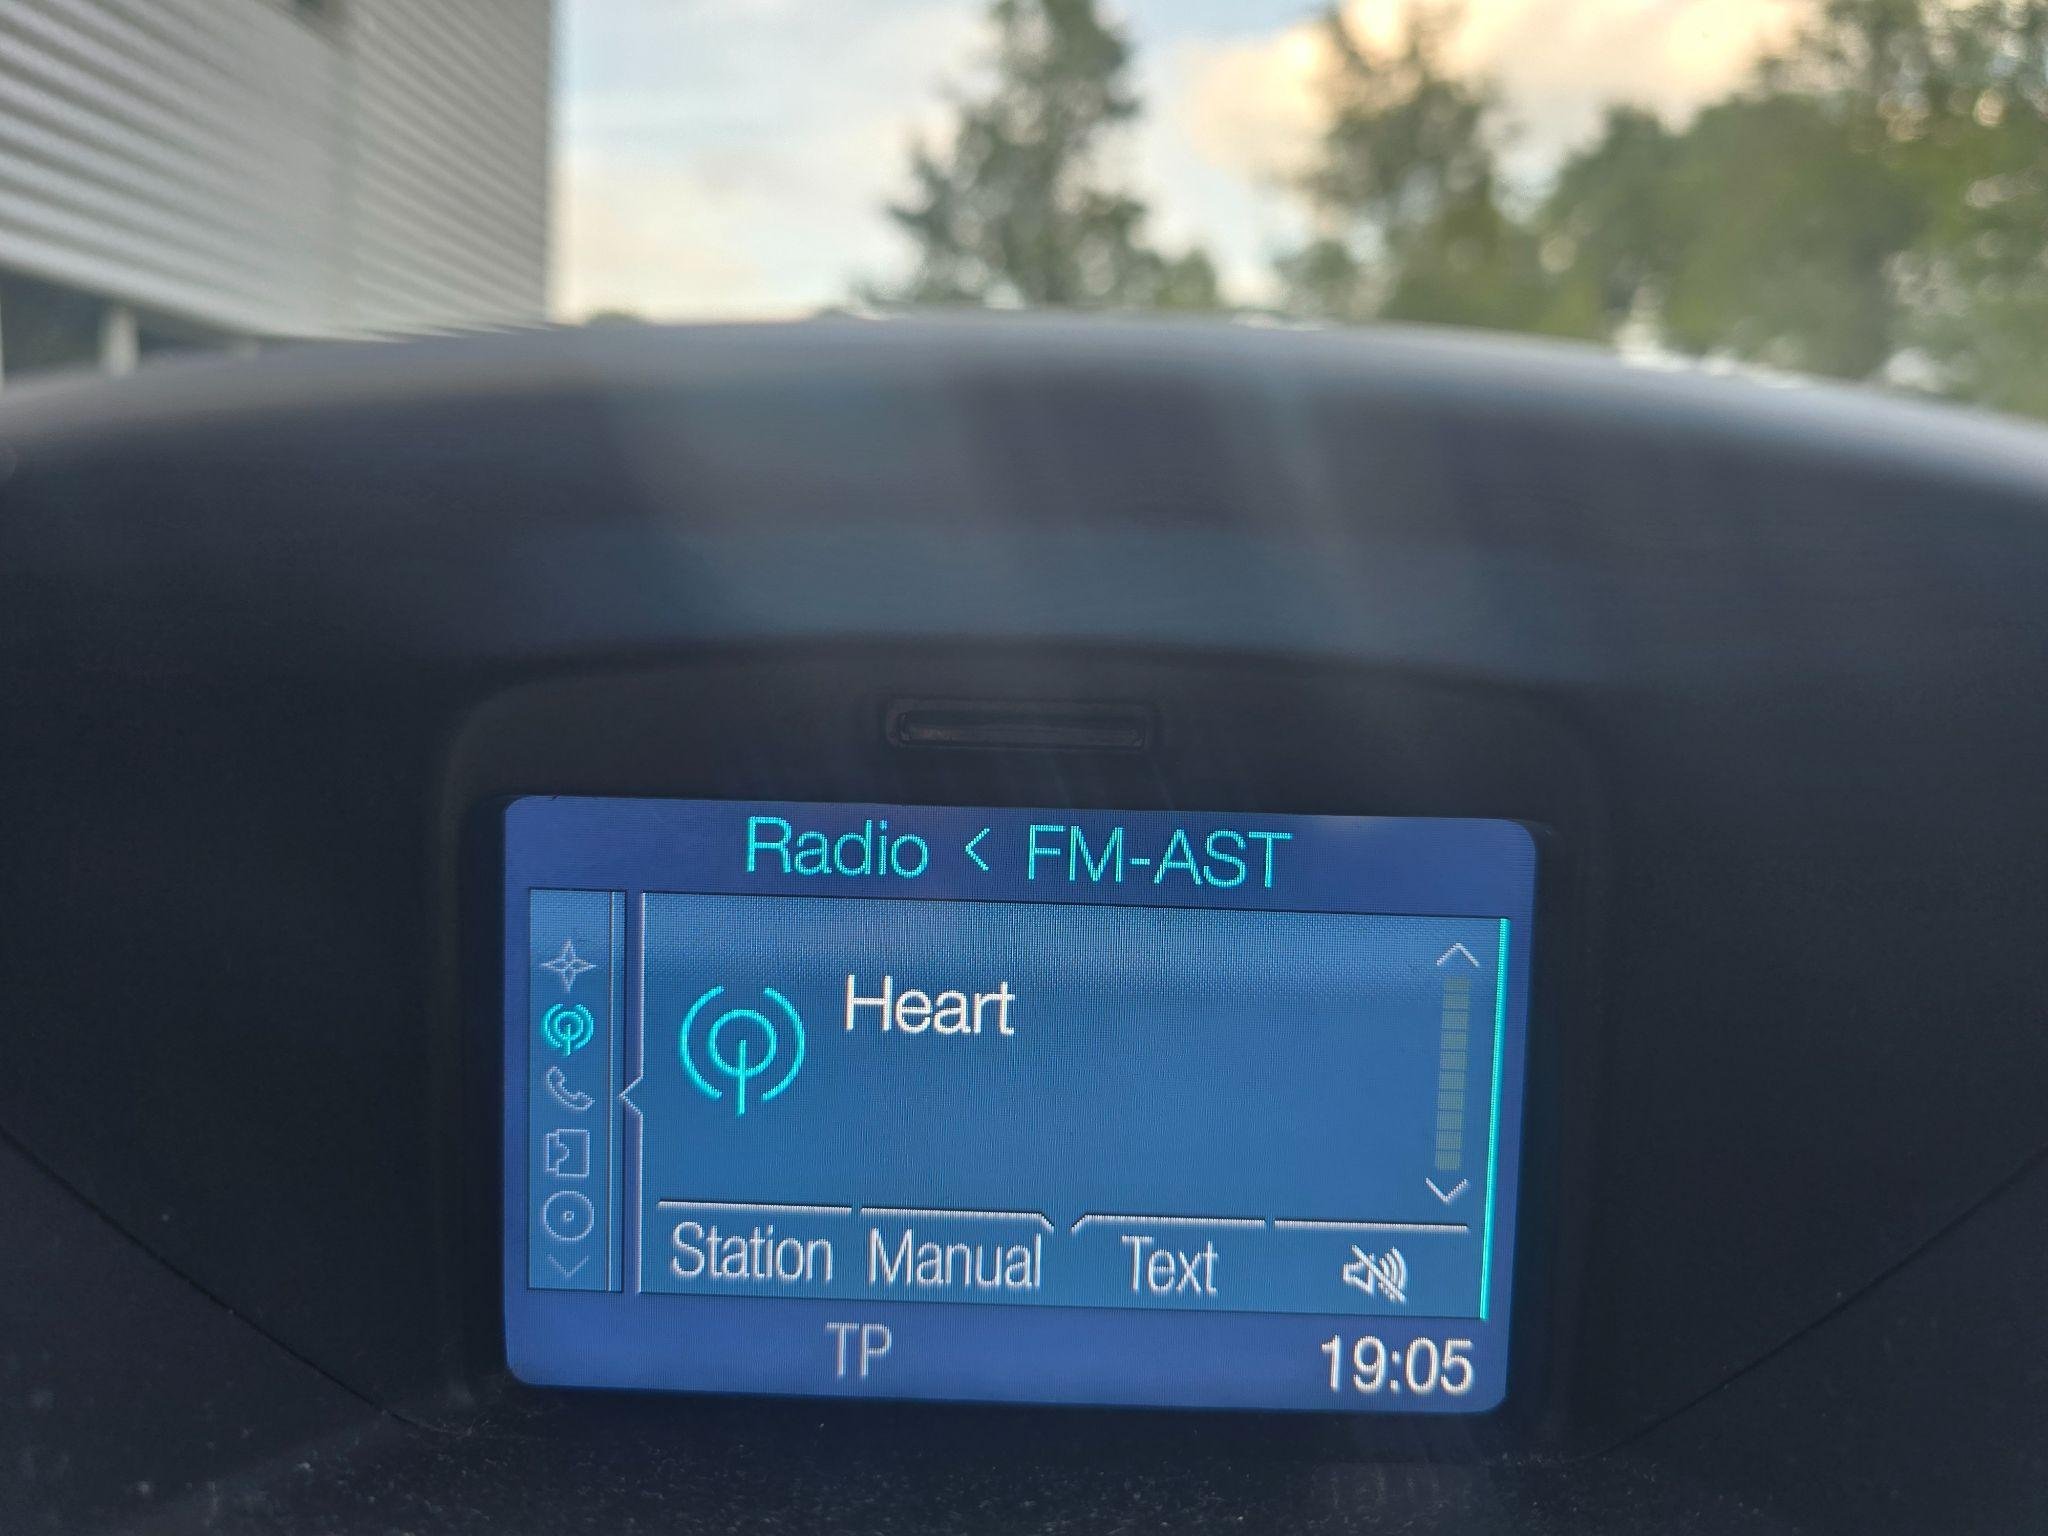 Radio < FM-AST
Heart
Station Manual Text
TP 19:05